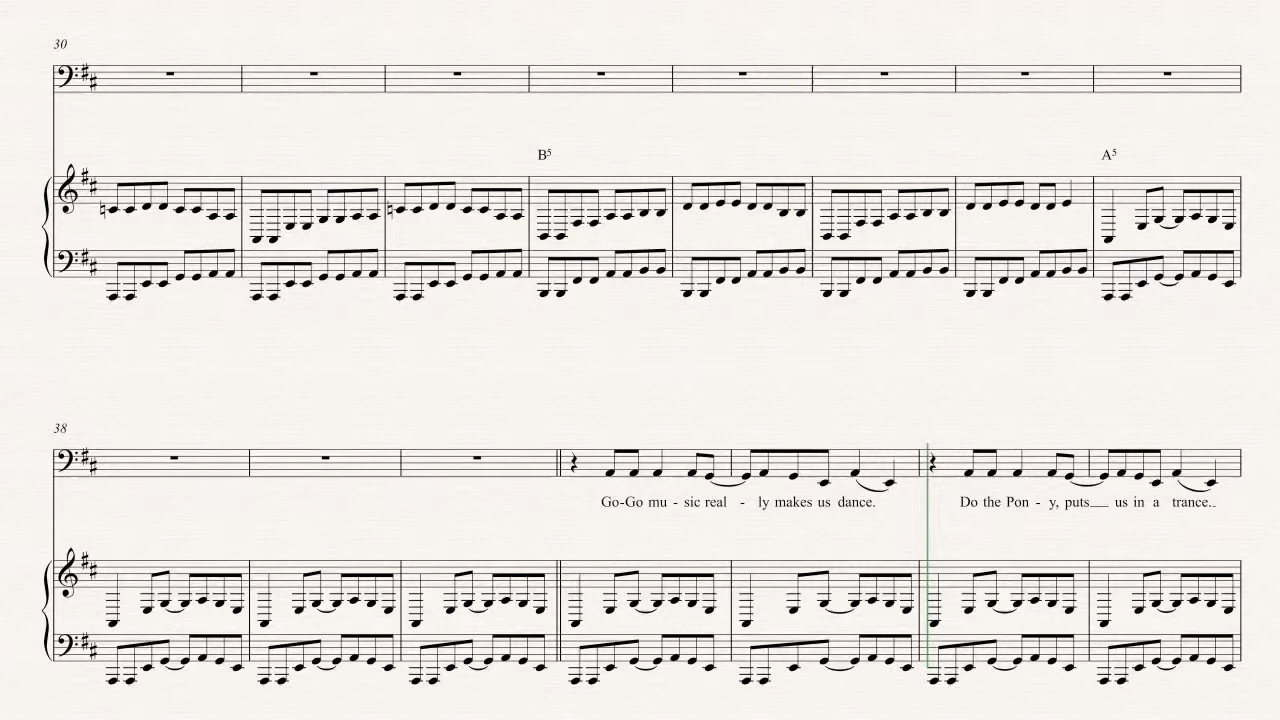 30
B5 A5
38
Go-Go mu - sic real - ly makes us dance. Do the Pon - y, puts__ us in a trance._